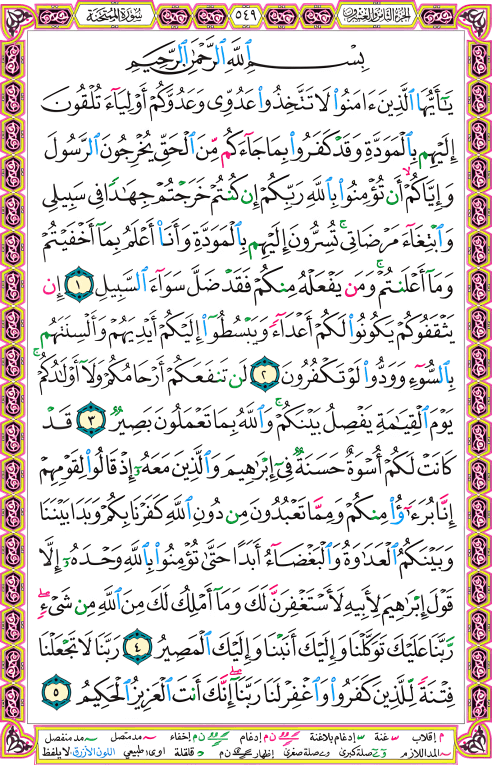 الجزء الثامن والعشرون ٥٤٩ سورة الممتحنة
بِسْمِ ٱللَّهِ ٱلرَّحْمَٰنِ ٱلرَّحِيمِ
يَٰٓأَيُّهَا ٱلَّذِينَ ءَامَنُوا۟ لَا تَتَّخِذُوا۟ عَدُوِّى وَعَدُوَّكُمْ أَوْلِيَآءَ تُلْقُونَ
إِلَيْهِم بِٱلْمَوَدَّةِ وَقَدْ كَفَرُوا۟ بِمَا جَآءَكُم مِّنَ ٱلْحَقِّ يُخْرِجُونَ ٱلرَّسُولَ
وَإِيَّاكُمْ أَن تُؤْمِنُوا۟ بِٱللَّهِ رَبِّكُمْ إِن كُنتُمْ خَرَجْتُمْ جِهَٰدًا فِى سَبِيلِى
وَٱبْتِغَآءَ مَرْضَاتِى تُسِرُّونَ إِلَيْهِم بِٱلْمَوَدَّةِ وَأَنَا۠ أَعْلَمُ بِمَآ أَخْفَيْتُمْ
وَمَآ أَعْلَنتُمْ وَمَن يَفْعَلْهُ مِنكُمْ فَقَدْ ضَلَّ سَوَآءَ ٱلسَّبِيلِ ١ إِن
يَثْقَفُوكُمْ يَكُونُوا۟ لَكُمْ أَعْدَآءً وَيَبْسُطُوٓا۟ إِلَيْكُمْ أَيْدِيَهُمْ وَأَلْسِنَتَهُم
بِٱلسُّوٓءِ وَوَدُّوا۟ لَوْ تَكْفُرُونَ ٢ لَن تَنفَعَكُمْ أَرْحَامُكُمْ وَلَآ أَوْلَٰدُكُمْ
يَوْمَ ٱلْقِيَٰمَةِ يَفْصِلُ بَيْنَكُمْ وَٱللَّهُ بِمَا تَعْمَلُونَ بَصِيرٌ ٣ قَدْ
كَانَتْ لَكُمْ أُسْوَةٌ حَسَنَةٌ فِىٓ إِبْرَٰهِيمَ وَٱلَّذِينَ مَعَهُۥٓ إِذْ قَالُوا۟ لِقَوْمِهِمْ
إِنَّا بُرَءَٰٓؤُا۟ مِنكُمْ وَمِمَّا تَعْبُدُونَ مِن دُونِ ٱللَّهِ كَفَرْنَا بِكُمْ وَبَدَا بَيْنَنَا
وَبَيْنَكُمُ ٱلْعَدَٰوَةُ وَٱلْبَغْضَآءُ أَبَدًا حَتَّىٰ تُؤْمِنُوا۟ بِٱللَّهِ وَحْدَهُۥٓ إِلَّا
قَوْلَ إِبْرَٰهِيمَ لِأَبِيهِ لَأَسْتَغْفِرَنَّ لَكَ وَمَآ أَمْلِكُ لَكَ مِنَ ٱللَّهِ مِن شَىْءٍ
رَّبَّنَا عَلَيْكَ تَوَكَّلْنَا وَإِلَيْكَ أَنَبْنَا وَإِلَيْكَ ٱلْمَصِيرُ ٤ رَبَّنَا لَا تَجْعَلْنَا
فِتْنَةً لِّلَّذِينَ كَفَرُوا۟ وَٱغْفِرْ لَنَا رَبَّنَآ إِنَّكَ أَنتَ ٱلْعَزِيزُ ٱلْحَكِيمُ ٥
م إقلاب غنة إدغام بلاغنة ن م إدغام ن م إخفاء مد متصل مد منفصل
المد اللازم صلة كبرى صلة صغرى إظهار ن م قلقلة اوى طبيعي اللون الأزرق لا يلفظ